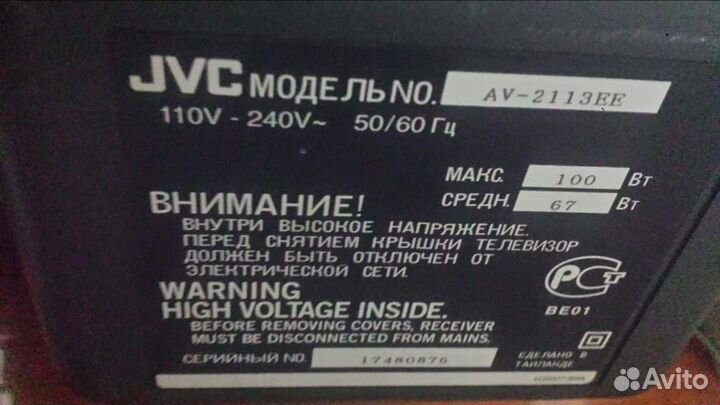 JVC МОДЕЛЬ NO. AV-2113EE
110V - 240V~ 50/60 Гц
МАКС. 100 Вт
СРЕДН. 67 Вт
ВНИМАНИЕ!
ВНУТРИ ВЫСОКОЕ НАПРЯЖЕНИЕ.
ПЕРЕД СНЯТИЕМ КРЫШКИ ТЕЛЕВИЗОР
ДОЛЖЕН БЫТЬ ОТКЛЮЧЕН ОТ
ЭЛЕКТРИЧЕСКОЙ СЕТИ.
РСТ
BE01
WARNING
HIGH VOLTAGE INSIDE.
BEFORE REMOVING COVERS, RECEIVER
MUST BE DISCONNECTED FROM MAINS.
СЕРИЙНЫЙ NO. 17480876
СДЕЛАНО В
ТАИЛАНДЕ
Avito